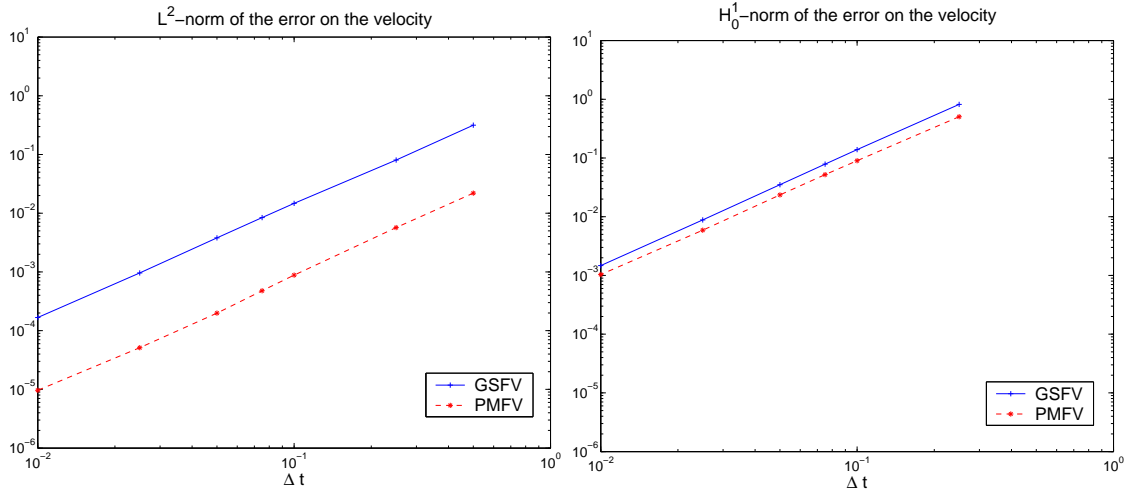 L²−norm of the error on the velocity
10¹
10⁰
10⁻¹
10⁻²
10⁻³
10⁻⁴
10⁻⁵
10⁻⁶
10⁻²
10⁻¹
10⁰
Δ t
GSFV
PMFV
H₀¹−norm of the error on the velocity
10¹
10⁰
10⁻¹
10⁻²
10⁻³
10⁻⁴
10⁻⁵
10⁻⁶
10⁻²
10⁻¹
10⁰
Δ t
GSFV
PMFV